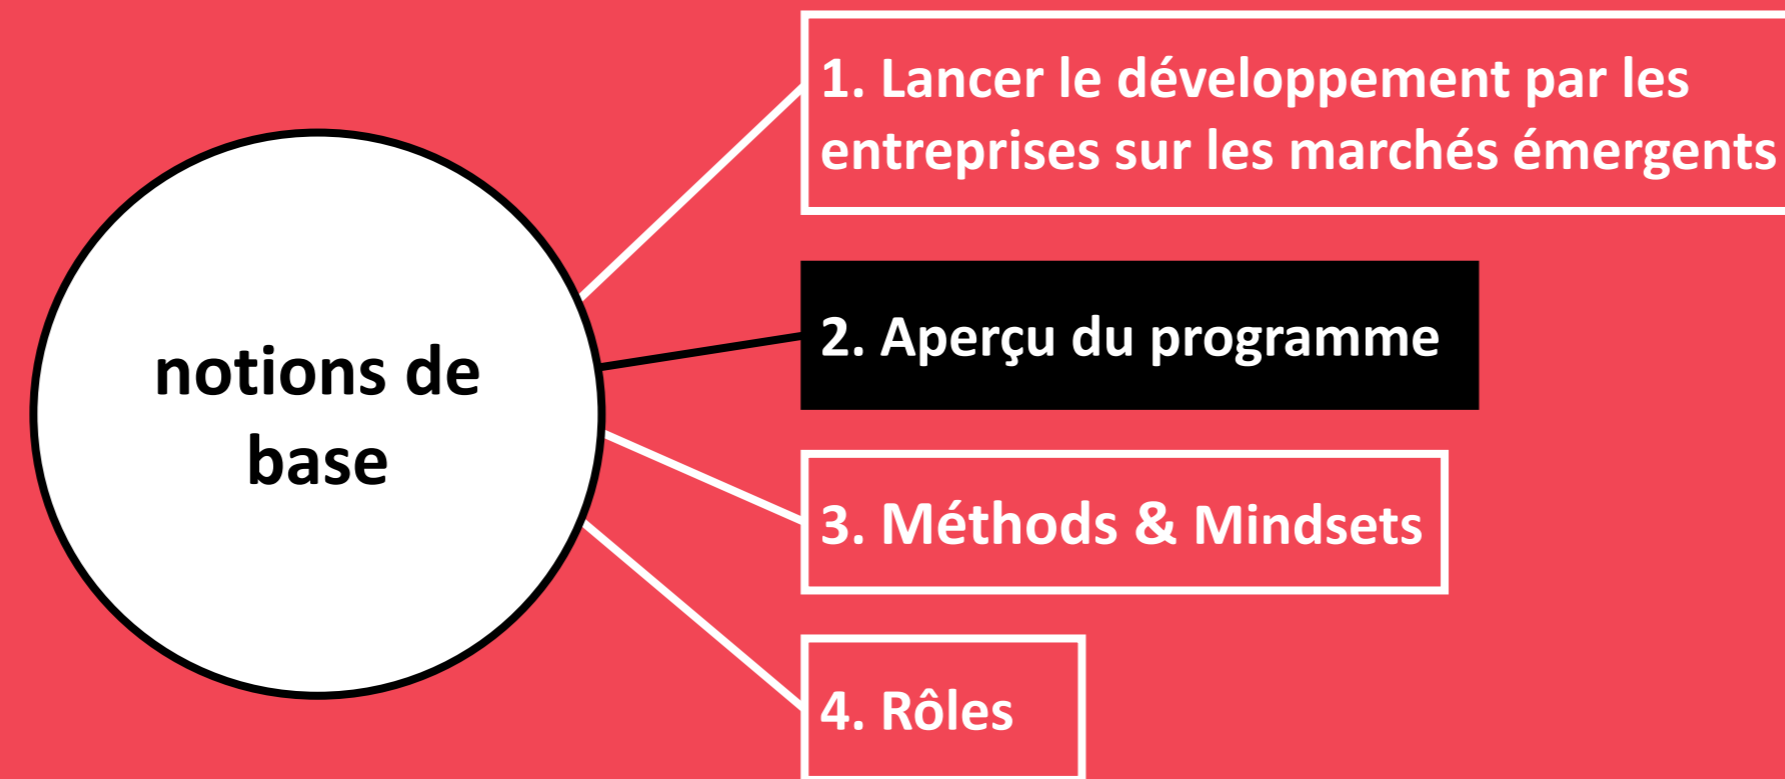 1. Lancer le développement par les
entreprises sur les marchés émergents
notions de
base
2. Aperçu du programme
3. Méthods & Mindsets
4. Rôles